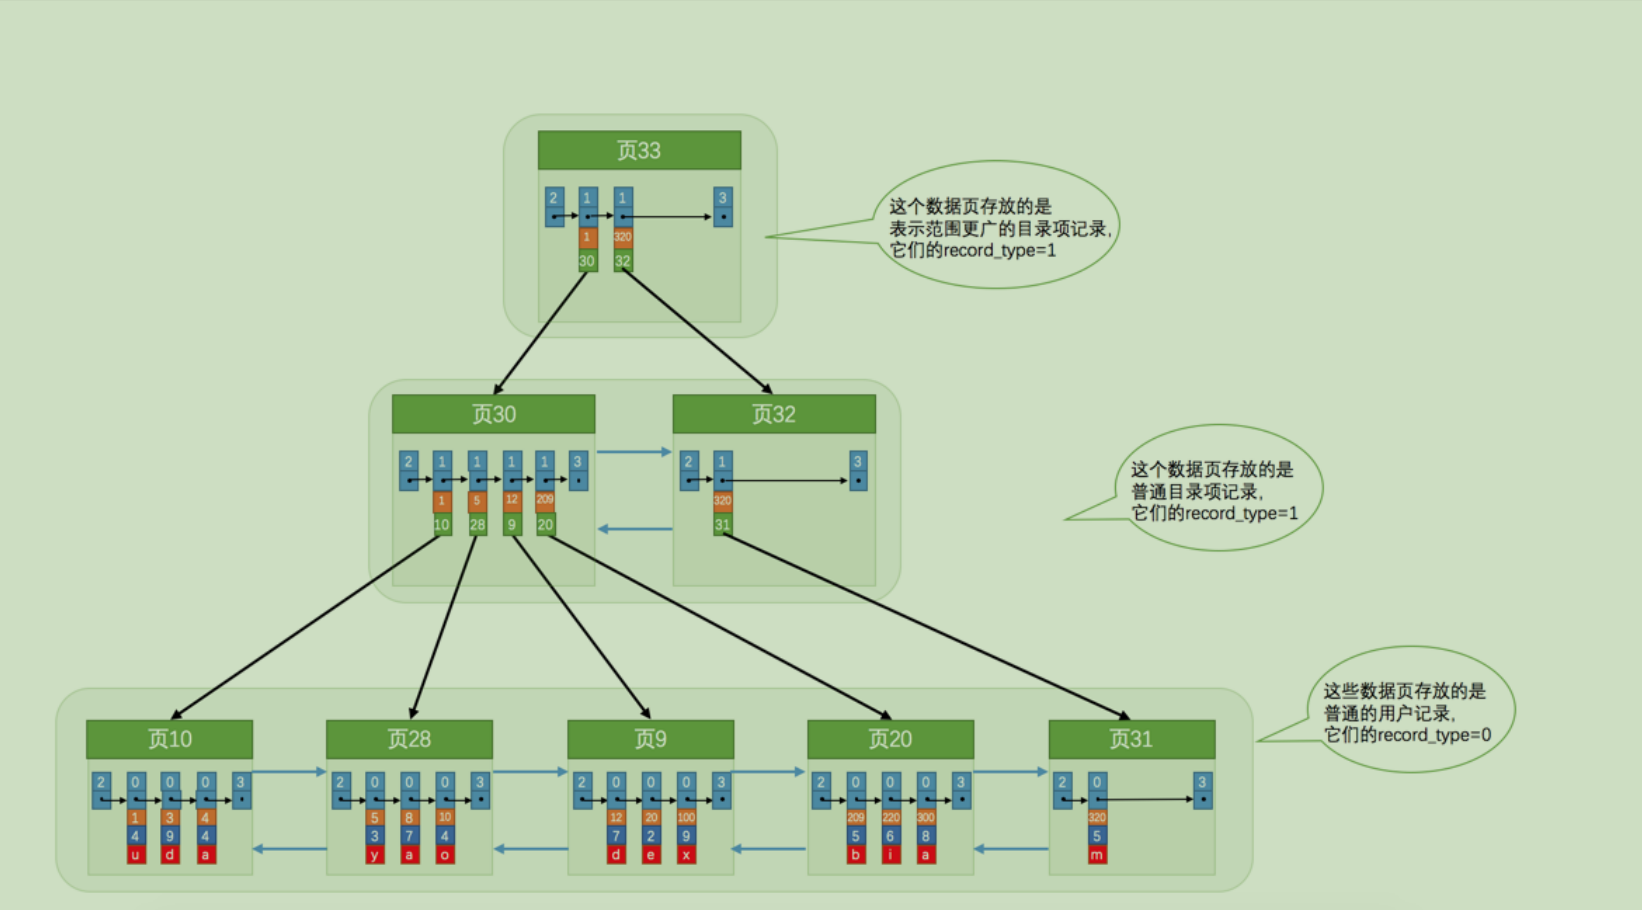 页33
2 1 1 3
1 320
30 32
这个数据页存放的是
表示范围更广的目录项记录,
它们的record_type=1
页30
2 1 1 1 1 3
1 5 12 209
10 28 9 20
页32
2 1 3
320
31
这个数据页存放的是
普通目录项记录,
它们的record_type=1
页10
2 0 0 0 3
1 3 4
4 9 4
u d a
页28
2 0 0 0 3
5 8 10
3 7 4
y a o
页9
2 0 0 0 3
12 20 100
7 2 9
d e x
页20
2 0 0 0 3
209 220 300
5 6 8
b i a
页31
2 0 3
320
5
m
这些数据页存放的是
普通的用户记录,
它们的record_type=0